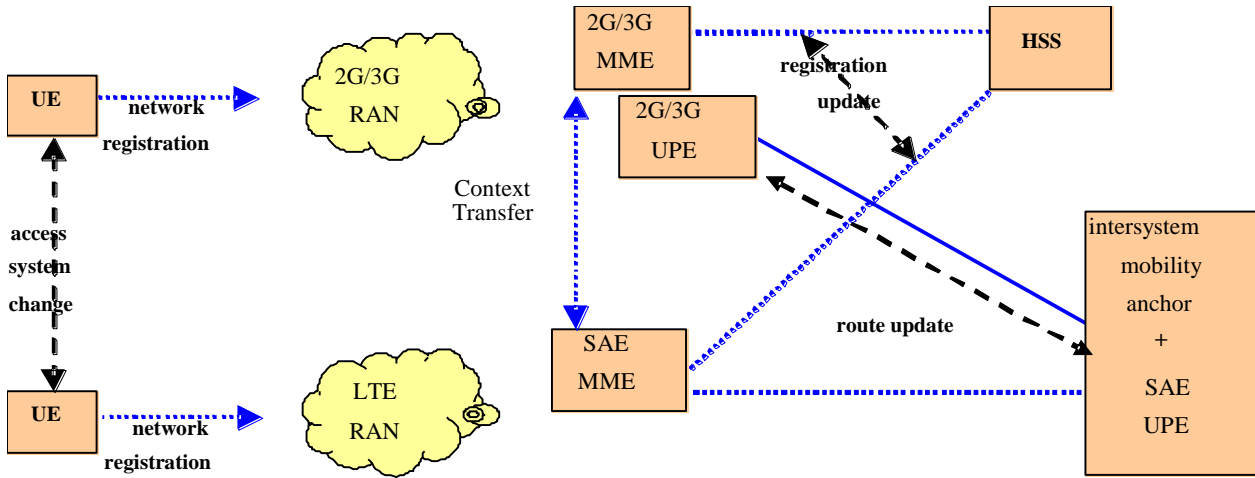 UE
network
registration
2G/3G
RAN
2G/3G
MME
2G/3G
UPE
registration
update
HSS
access
system
change
Context
Transfer
intersystem
mobility
anchor
+
SAE
UPE
route update
SAE
MME
UE
network
registration
LTE
RAN